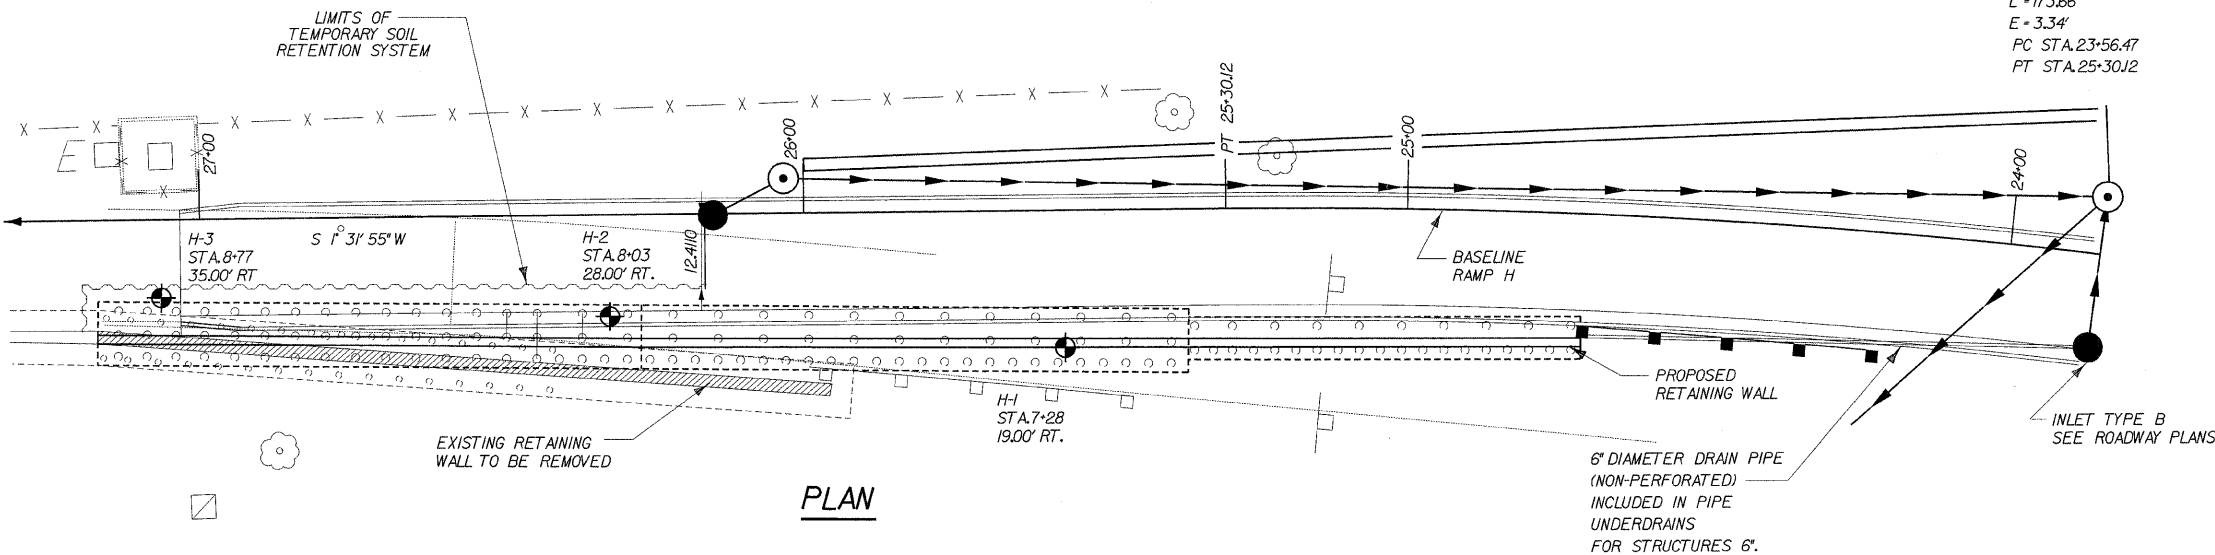 LIMITS OF
TEMPORARY SOIL
RETENTION SYSTEM
E = 3.34'
PC STA. 23+56.47
PT STA. 25+30.12
27+00
26+00
PT 25+30.12
25+00
24+00
E
H-3
STA. 8+77
35.00' RT
S 1° 31' 55" W
H-2
STA. 8+03
28.00' RT.
12.4110
BASELINE
RAMP H
H-1
STA. 7+28
19.00' RT.
PROPOSED
RETAINING WALL
EXISTING RETAINING
WALL TO BE REMOVED
INLET TYPE B
SEE ROADWAY PLANS
6" DIAMETER DRAIN PIPE
(NON-PERFORATED)
INCLUDED IN PIPE
UNDERDRAINS
FOR STRUCTURES 6".
PLAN